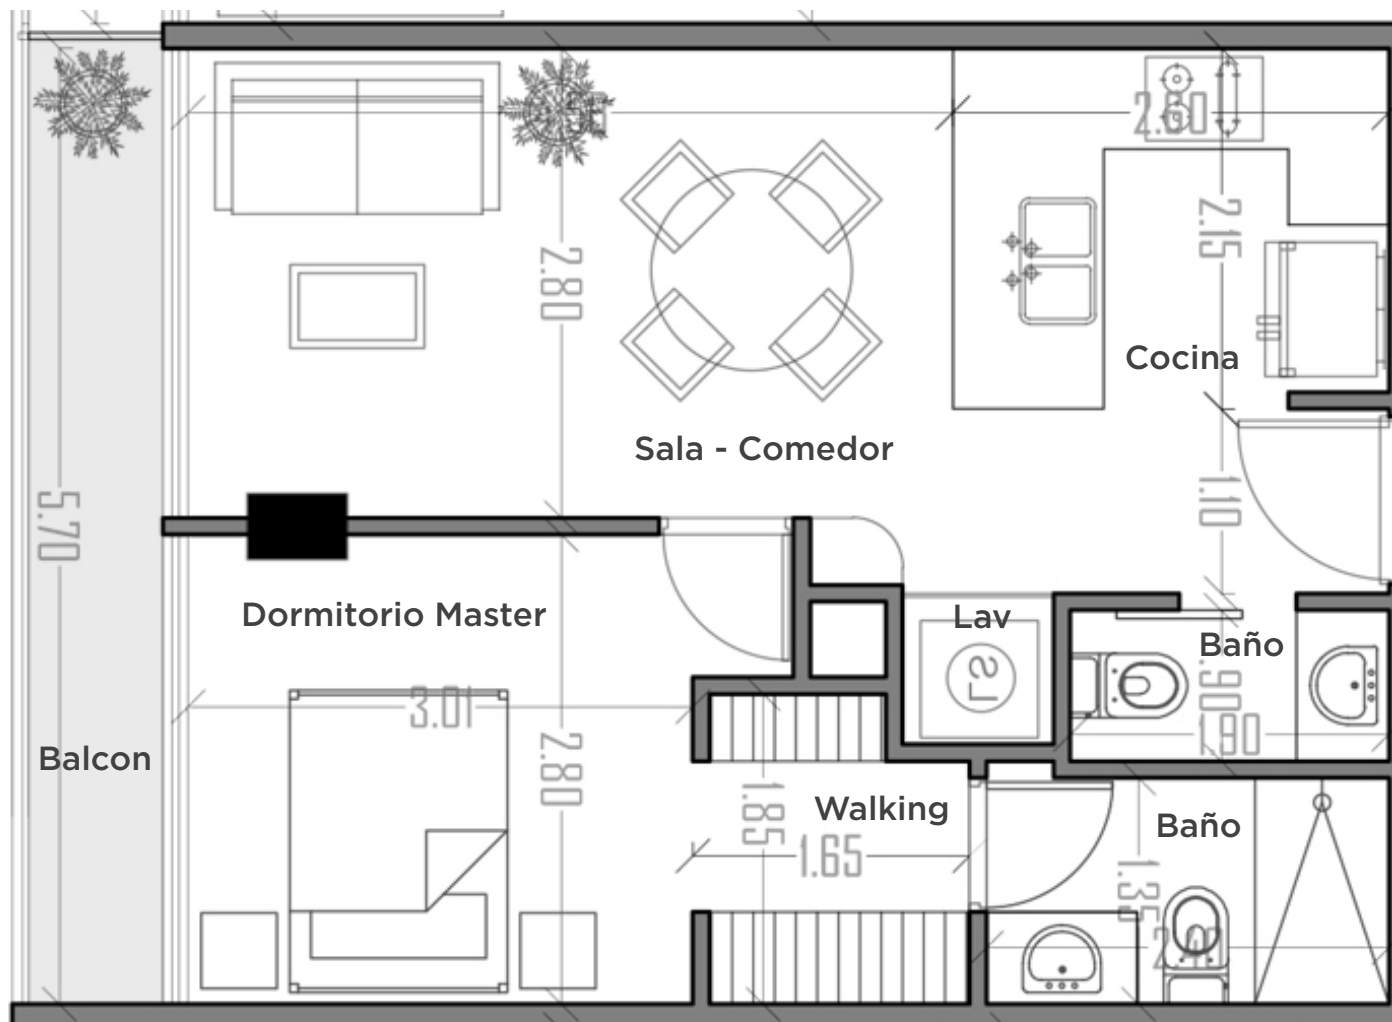 2.60
2.80
2.15
Cocina
Sala - Comedor
5.70
1.10
Dormitorio Master
Lav
LS
Baño
.90
1.90
3.01
Balcon
2.80
1.85
Walking
1.65
Baño
1.35